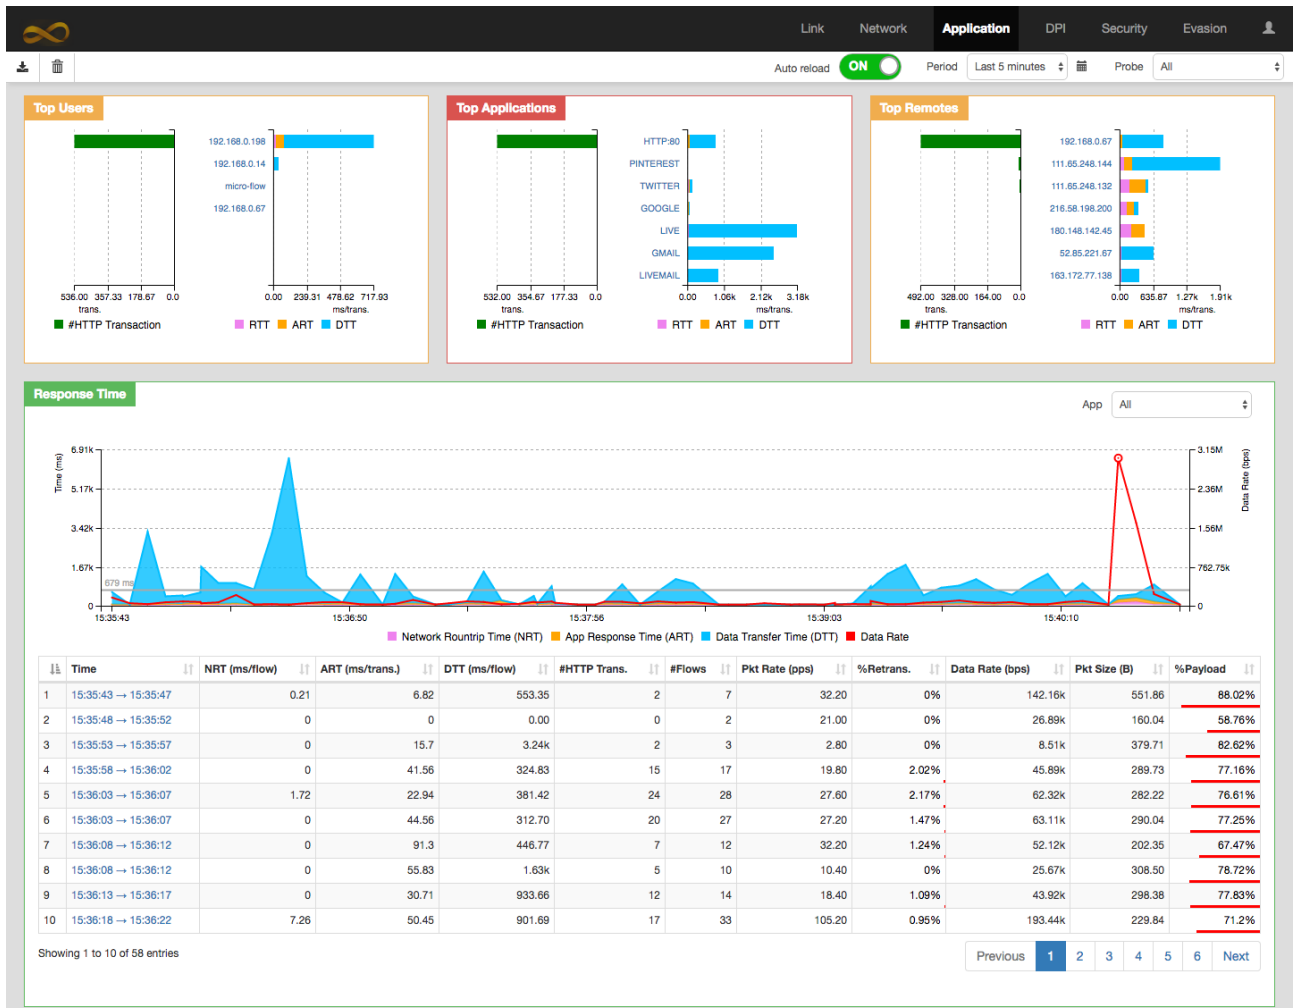 Link Network Application DPI Security Evasion
Auto reload ON Period Last 5 minutes Probe All
Top Users
192.168.0.198
192.168.0.14
micro-flow
192.168.0.67
536.00 357.33 178.67 0.0
trans.
0.00 239.31 478.62 717.93
ms/trans.
#HTTP Transaction
RTT ART DTT
Top Applications
HTTP:80
PINTEREST
TWITTER
GOOGLE
LIVE
GMAIL
LIVEMAIL
532.00 354.67 177.33 0.0
trans.
0.00 1.06k 2.12k 3.18k
ms/trans.
#HTTP Transaction
RTT ART DTT
Top Remotes
192.168.0.67
111.65.248.144
111.65.248.132
216.58.198.200
180.148.142.45
52.85.221.67
163.172.77.138
492.00 328.00 164.00 0.0
trans.
0.00 635.87 1.27k 1.91k
ms/trans.
#HTTP Transaction
RTT ART DTT
Response Time
App All
Time (ms)
6.91k
5.17k
3.42k
1.67k
0
679 ms
3.15M
2.36M
1.56M
762.75k
0
Data Rate (bps)
15:35:43 15:36:50 15:37:56 15:39:03 15:40:10
Network Rountrip Time (NRT) App Response Time (ART) Data Transfer Time (DTT) Data Rate
Time NRT (ms/flow) ART (ms/trans.) DTT (ms/flow) #HTTP Trans. #Flows Pkt Rate (pps) %Retrans. Data Rate (bps) Pkt Size (B) %Payload
1 15:35:43 → 15:35:47 0.21 6.82 553.35 2 7 32.20 0% 142.16k 551.86 88.02%
2 15:35:48 → 15:35:52 0 0 0.00 0 2 21.00 0% 26.89k 160.04 58.76%
3 15:35:53 → 15:35:57 0 15.7 3.24k 2 3 2.80 0% 8.51k 379.71 82.62%
4 15:35:58 → 15:36:02 0 41.56 324.83 15 17 19.80 2.02% 45.89k 289.73 77.16%
5 15:36:03 → 15:36:07 1.72 22.94 381.42 24 28 27.60 2.17% 62.32k 282.22 76.61%
6 15:36:03 → 15:36:07 0 44.56 312.70 20 27 27.20 1.47% 63.11k 290.04 77.25%
7 15:36:08 → 15:36:12 0 91.3 446.77 7 12 32.20 1.24% 52.12k 202.35 67.47%
8 15:36:08 → 15:36:12 0 55.83 1.63k 5 10 10.40 0% 25.67k 308.50 78.72%
9 15:36:13 → 15:36:17 0 30.71 933.66 12 14 18.40 1.09% 43.92k 298.38 77.83%
10 15:36:18 → 15:36:22 7.26 50.45 901.69 17 33 105.20 0.95% 193.44k 229.84 71.2%
Showing 1 to 10 of 58 entries
Previous 1 2 3 4 5 6 Next